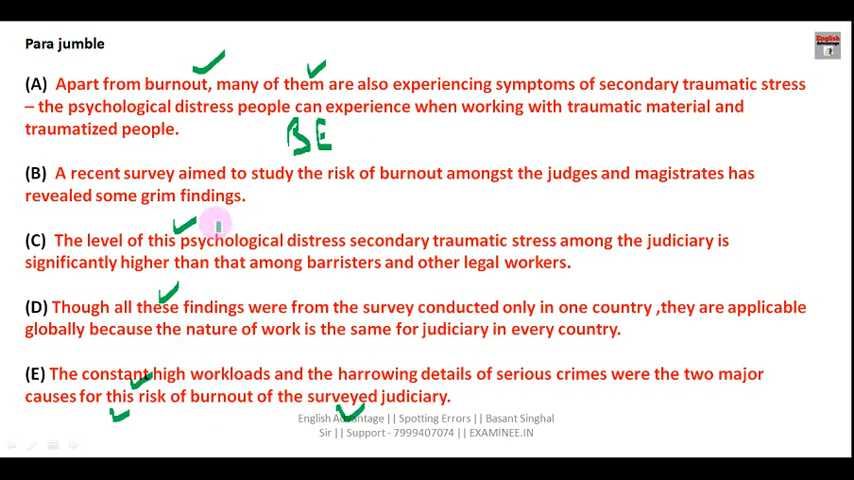 Para jumble
English
Advantage
(A) Apart from burnout, many of them are also experiencing symptoms of secondary traumatic stress
– the psychological distress people can experience when working with traumatic material and
traumatized people.
BE
(B) A recent survey aimed to study the risk of burnout amongst the judges and magistrates has
revealed some grim findings.
(C) The level of this psychological distress secondary traumatic stress among the judiciary is
significantly higher than that among barristers and other legal workers.
(D) Though all these findings were from the survey conducted only in one country ,they are applicable
globally because the nature of work is the same for judiciary in every country.
(E) The constant high workloads and the harrowing details of serious crimes were the two major
causes for this risk of burnout of the surveyed judiciary.
English Advantage || Spotting Errors || Basant Singhal
Sir || Support - 7999407074 || EXAMINEE.IN